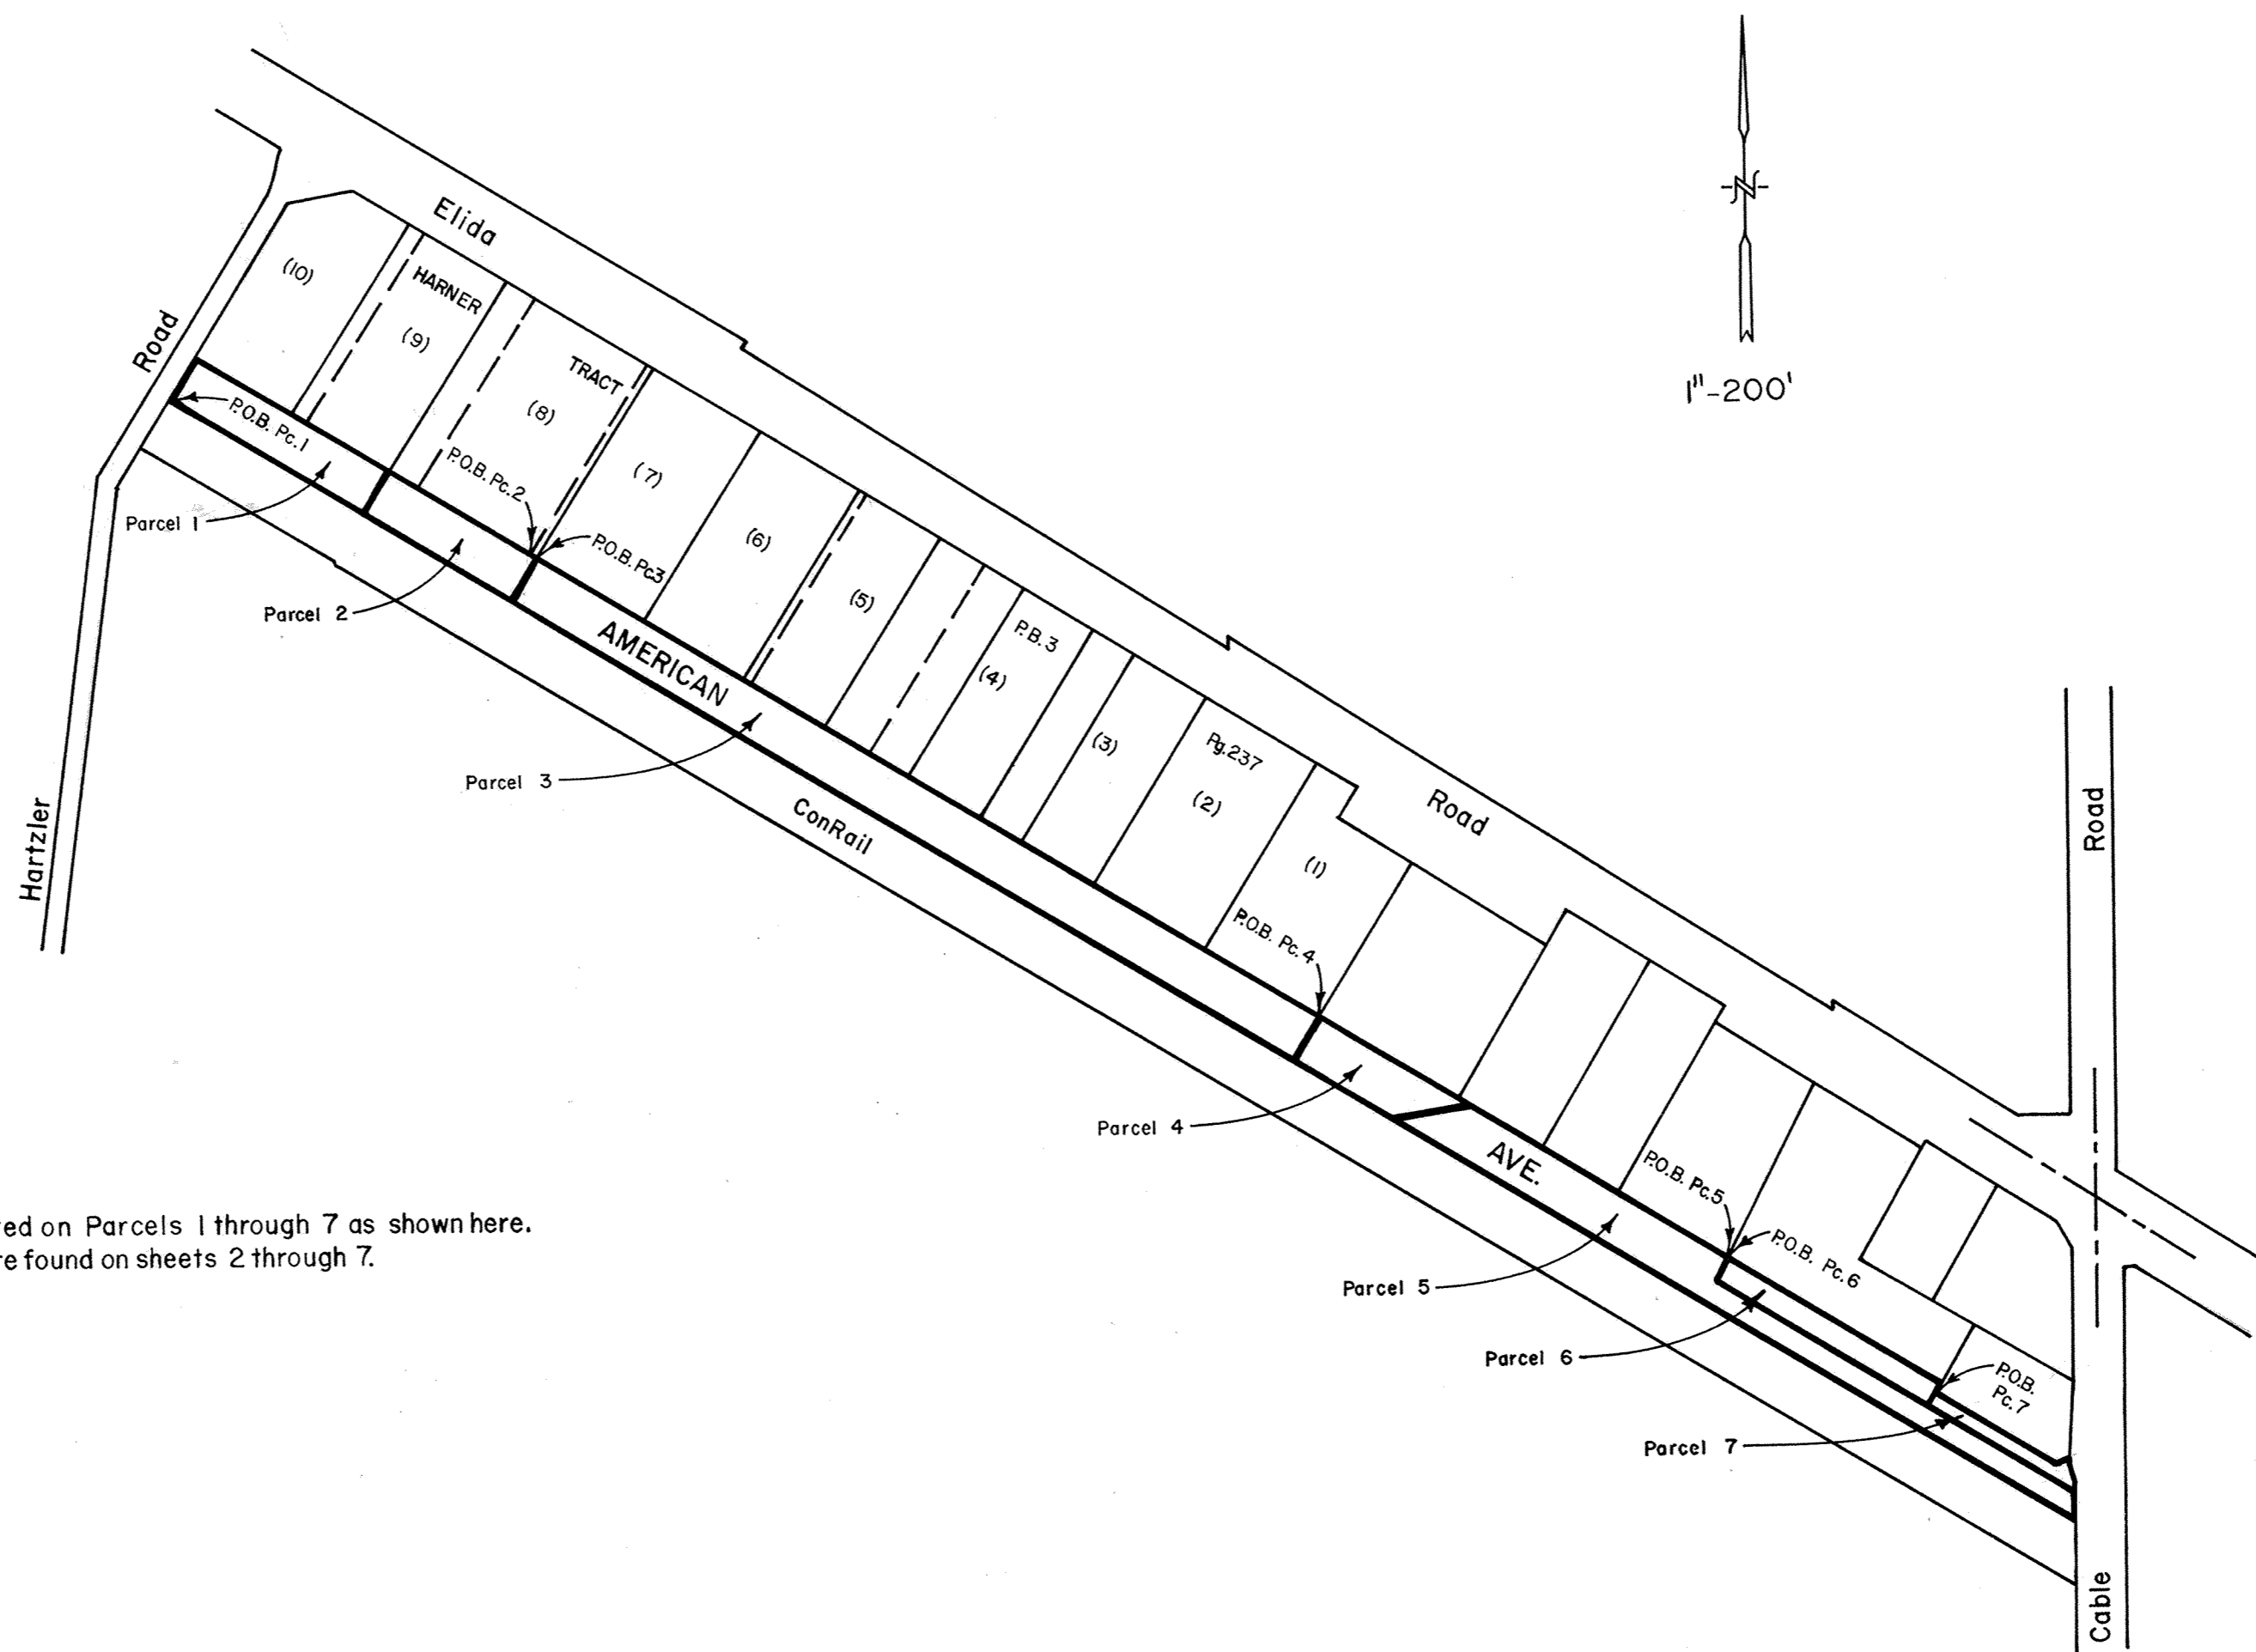 Elida
N
1"-200'
(10)
HARNER
(9)
Road
TRACT
(8)
P.O.B. Pc. 1
P.O.B. Pc. 2
(7)
Parcel 1
P.O.B. Pc3
(6)
Parcel 2
(5)
AMERICAN
P.B. 3
(4)
Parcel 3
(3)
Pg. 237
(2)
ConRail
Road
Road
Hartzler
(1)
P.O.B. Pc. 4
Parcel 4
AVE.
P.O.B. Pc. 5
P.O.B. Pc. 6
ed on Parcels 1 through 7 as shown here.
e found on sheets 2 through 7.
Parcel 5
Parcel 6
P.O.B.
Pc. 7
Parcel 7
Cable